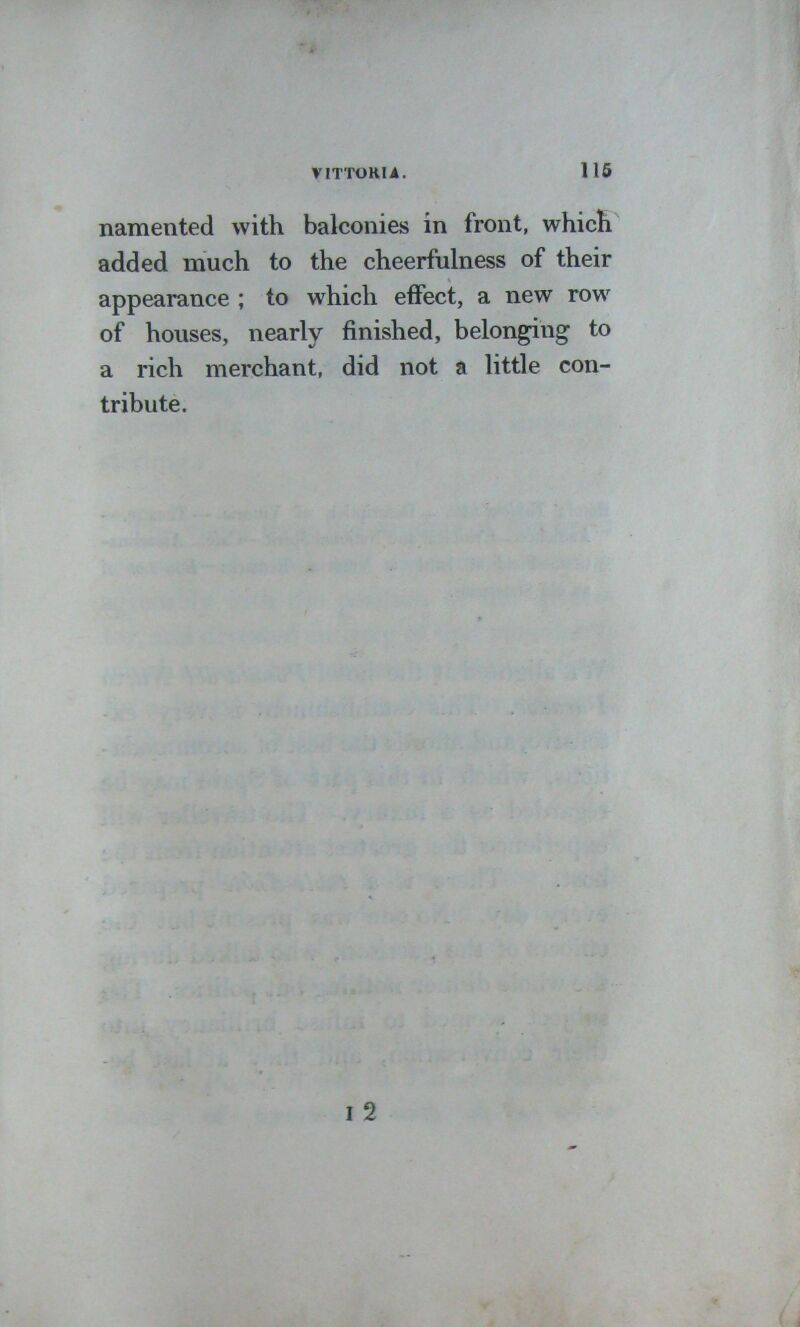 VITTORIA. 115
namented with balconies in front, which
added much to the cheerfulness of their
appearance ; to which effect, a new row
of houses, nearly finished, belonging to
a rich merchant, did not a little con-
tribute.
I 2